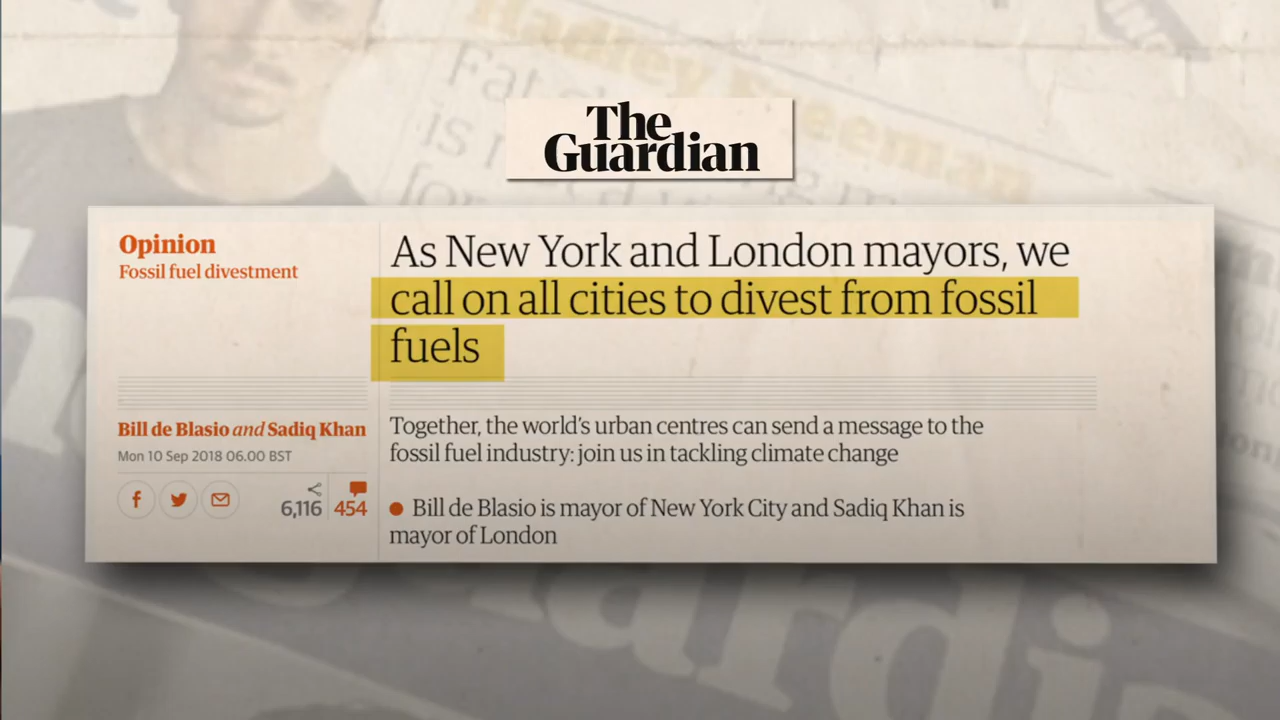 Hadley Freeman
The
Guardian
Opinion
Fossil fuel divestment
As New York and London mayors, we
call on all cities to divest from fossil
fuels
Bill de Blasio and Sadiq Khan
Mon 10 Sep 2018 06.00 BST
6,116 454
Together, the world's urban centres can send a message to the
fossil fuel industry: join us in tackling climate change
● Bill de Blasio is mayor of New York City and Sadiq Khan is
mayor of London